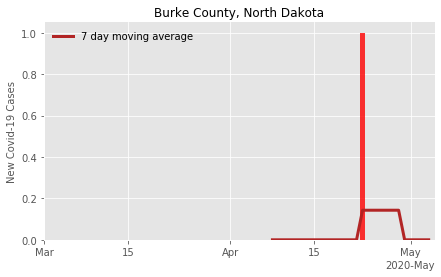 Burke County, North Dakota
7 day moving average
New Covid-19 Cases
1.0
0.8
0.6
0.4
0.2
0.0
Mar
15
Apr
15
May
2020-May